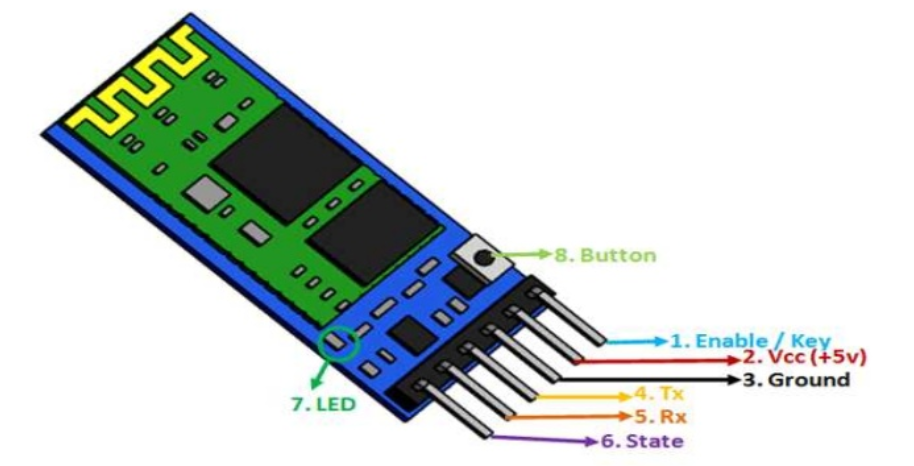 8. Button
1. Enable / Key
2. Vcc (+5v)
3. Ground
4. Tx
7. LED
5. Rx
6. State